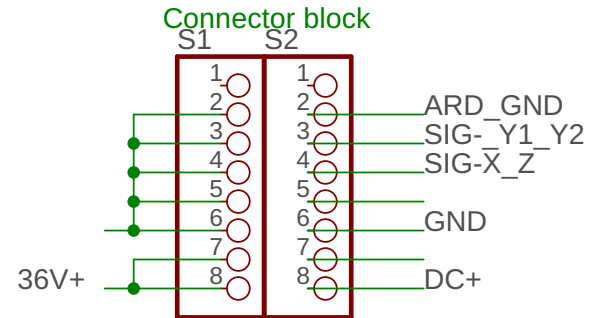 Connector block
S1 S2
1 1
2 2 ARD_GND
3 3 SIG-_Y1_Y2
4 4 SIG-X_Z
5 5
6 6 GND
7 7
36V+ 8 8 DC+